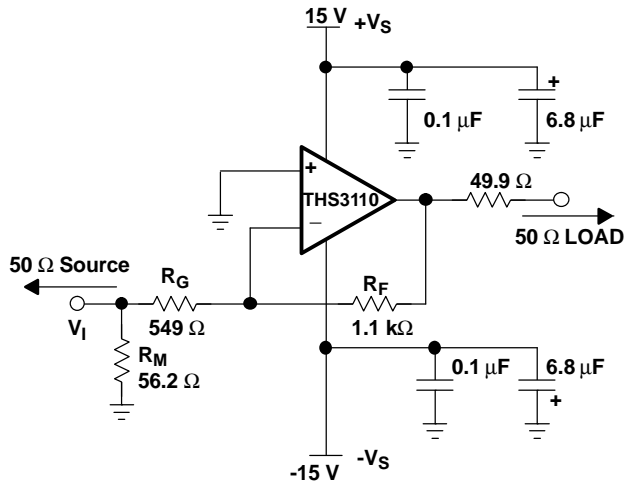 15 V +VS
+
0.1 µF
6.8 µF
+
THS3110
−
49.9 Ω
50 Ω LOAD
50 Ω Source
RG
RF
VI
549 Ω
1.1 kΩ
RM
56.2 Ω
0.1 µF
6.8 µF
+
-15 V
-VS